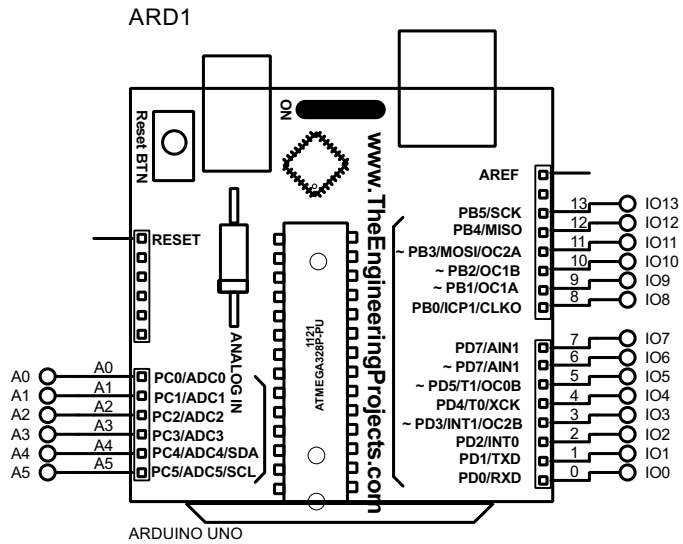 ARD1
Reset BTN
ON
www.TheEngineeringProjects.com
1121
ATMEGA328P-PU
ANALOG IN
RESET
AREF
PB5/SCK 13 IO13
PB4/MISO 12 IO12
~ PB3/MOSI/OC2A 11 IO11
~ PB2/OC1B 10 IO10
~ PB1/OC1A 9 IO9
PB0/ICP1/CLKO 8 IO8
PD7/AIN1 7 IO7
~ PD7/AIN1 6 IO6
~ PD5/T1/OC0B 5 IO5
PD4/T0/XCK 4 IO4
~ PD3/INT1/OC2B 3 IO3
PD2/INT0 2 IO2
PD1/TXD 1 IO1
PD0/RXD 0 IO0
A0 A0 PC0/ADC0
A1 A1 PC1/ADC1
A2 A2 PC2/ADC2
A3 A3 PC3/ADC3
A4 A4 PC4/ADC4/SDA
A5 A5 PC5/ADC5/SCL
ARDUINO UNO